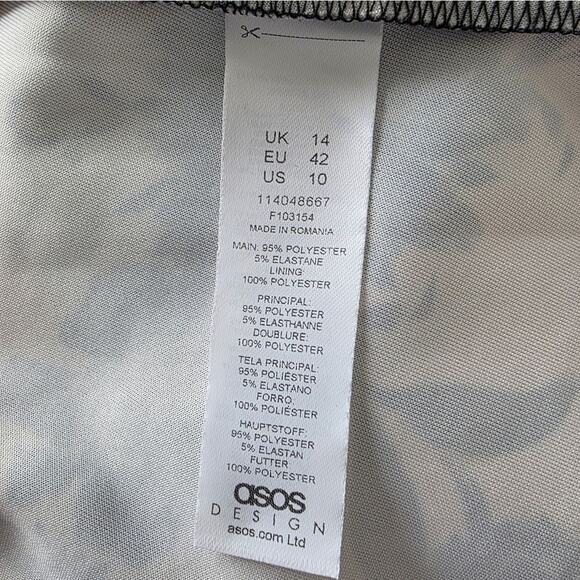 UK 14
EU 42
US 10
114048667
F103154
MADE IN ROMANIA
MAIN: 95% POLYESTER
5% ELASTANE
LINING:
100% POLYESTER
PRINCIPAL:
95% POLYESTER
5% ELASTHANNE
DOUBLURE:
100% POLYESTER
TELA PRINCIPAL:
95% POLIÉSTER
5% ELASTANO
FORRO:
100% POLIÉSTER
HAUPTSTOFF:
95% POLYESTER
5% ELASTAN
FUTTER:
100% POLYESTER
asos
DESIGN
asos.com Ltd